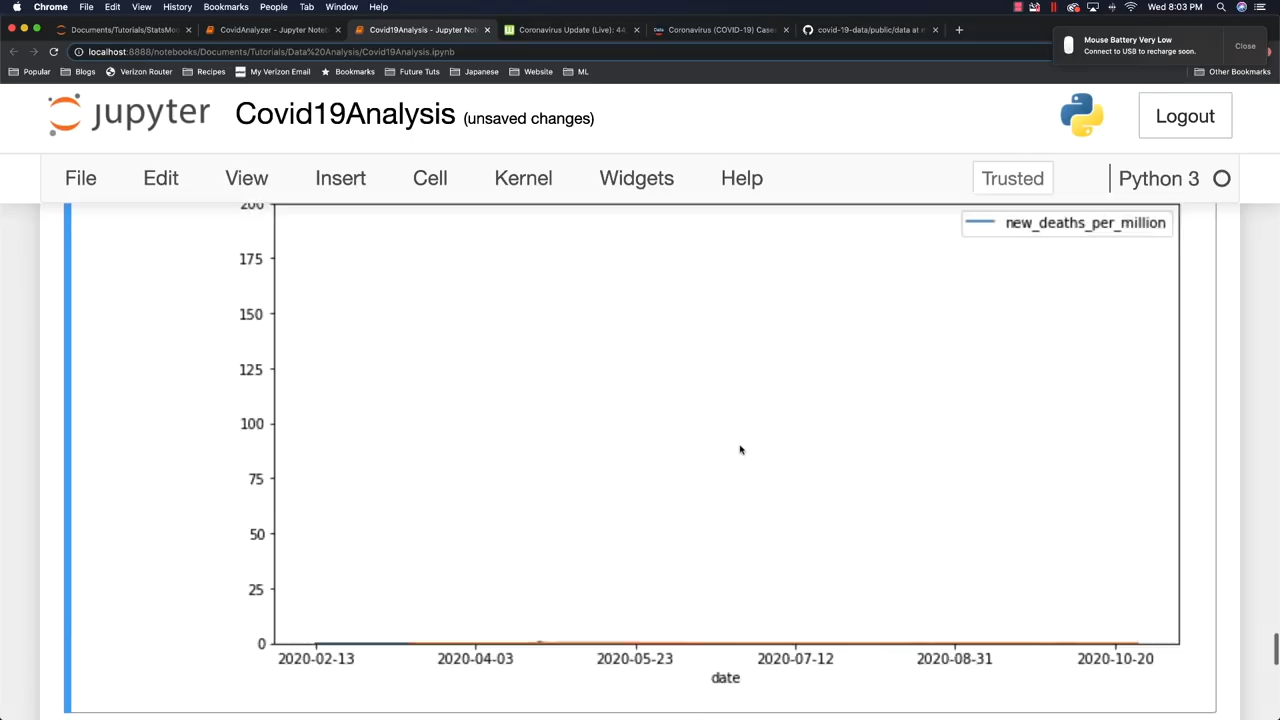 Chrome File Edit View History Bookmarks People Tab Window Help Wed 8:03 PM
Documents/Tutorials/StatsMo CovidAnalyzer - Jupyter Noteb Covid19Analysis - Jupyter No Coronavirus Update (Live): 44, Coronavirus (COVID-19) Case covid-19-data/public/data at
localhost:8888/notebooks/Documents/Tutorials/Data%20Analysis/Covid19Analysis.ipynb
Mouse Battery Very Low
Connect to USB to recharge soon.
Close
Popular Blogs Verizon Router Recipes My Verizon Email Bookmarks Future Tuts Japanese Website ML Other Bookmarks
jupyter Covid19Analysis (unsaved changes) Logout
File Edit View Insert Cell Kernel Widgets Help Trusted Python 3
200
new_deaths_per_million
175
150
125
100
75
50
25
0
2020-02-13 2020-04-03 2020-05-23 2020-07-12 2020-08-31 2020-10-20
date